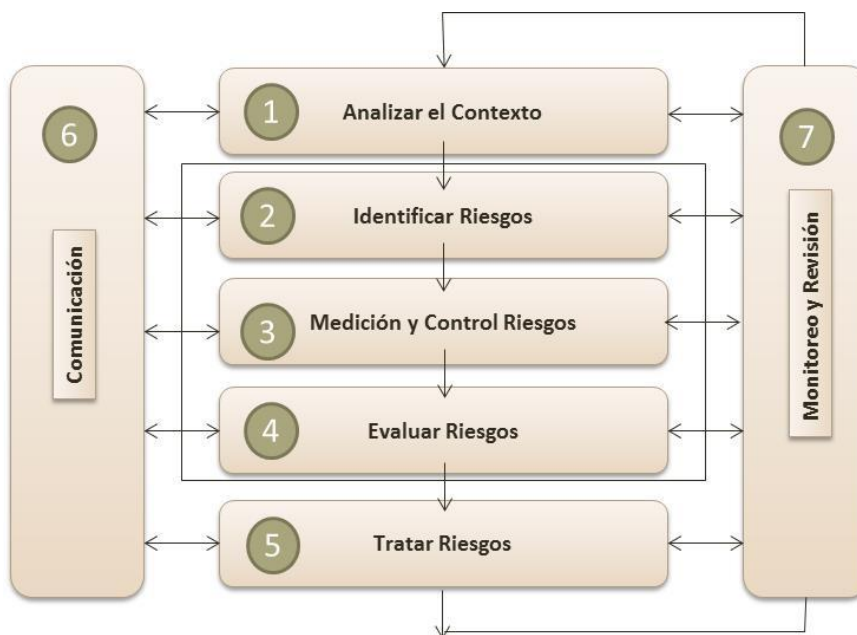 1
Analizar el Contexto
2
Identificar Riesgos
3
Medición y Control Riesgos
4
Evaluar Riesgos
5
Tratar Riesgos
6
Comunicación
7
Monitoreo y Revisión